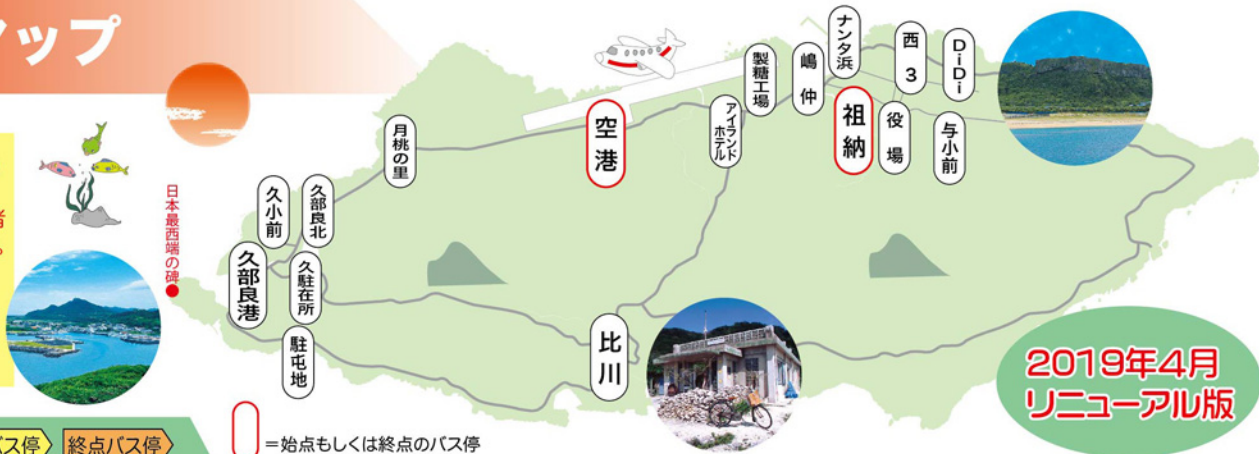 マップ
日本最西端の碑
久部良港
久小前
久部良北
久駐在所
駐屯地
月桃の里
空港
比川
アイランド
ホテル
製糖工場
嶋仲
ナンタ浜
祖納
西3
役場
DiDi
与小前
2019年4月
リニューアル版
バス停
終点バス停
=始点もしくは終点のバス停